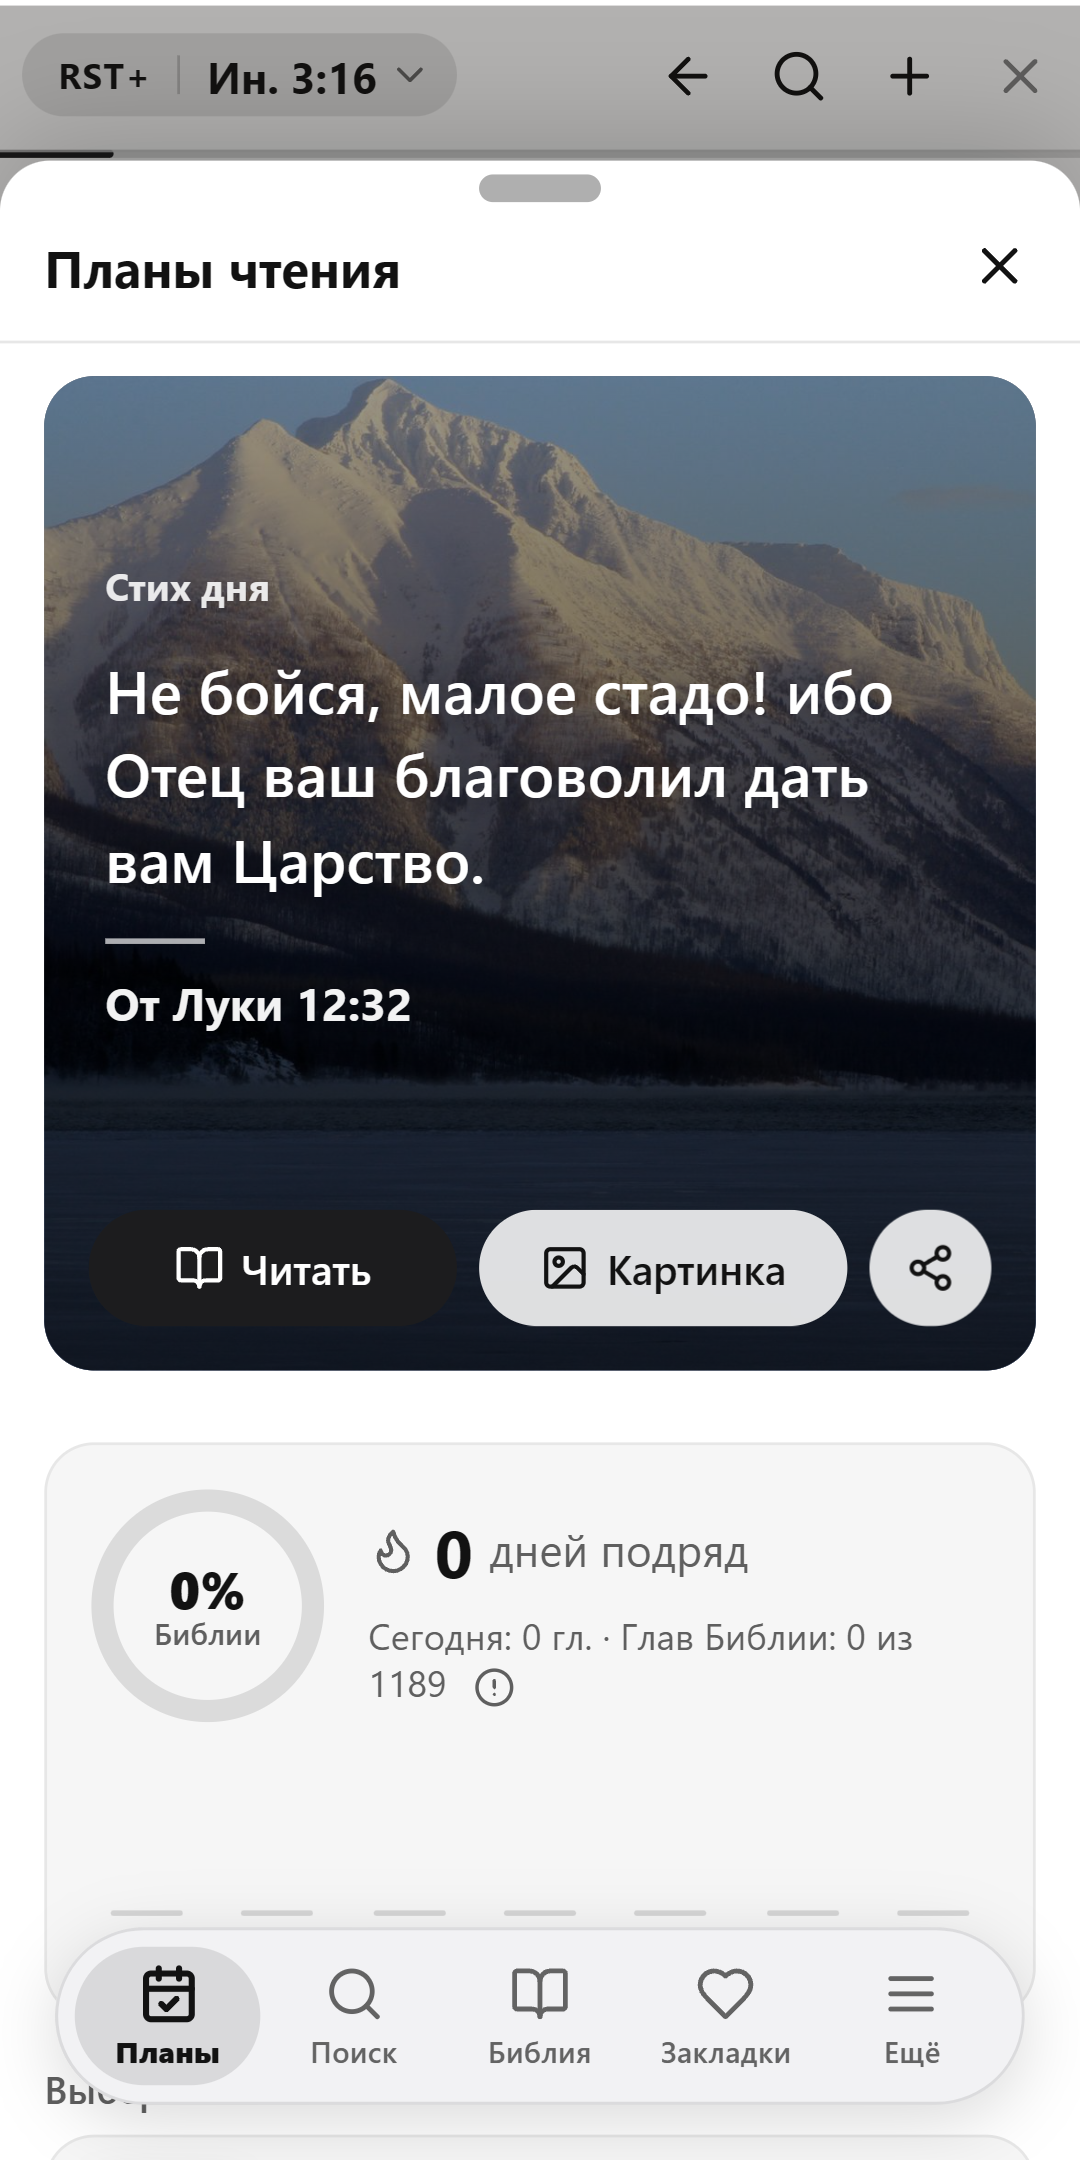 RST+ Ин. 3:16
Планы чтения
Стих дня
Не бойся, малое стадо! ибо
Отец ваш благоволил дать
вам Царство.
От Луки 12:32
Читать
Картинка
0%
Библии
0 дней подряд
Сегодня: 0 гл. · Глав Библии: 0 из
1189
Планы
Поиск
Библия
Закладки
Ещё